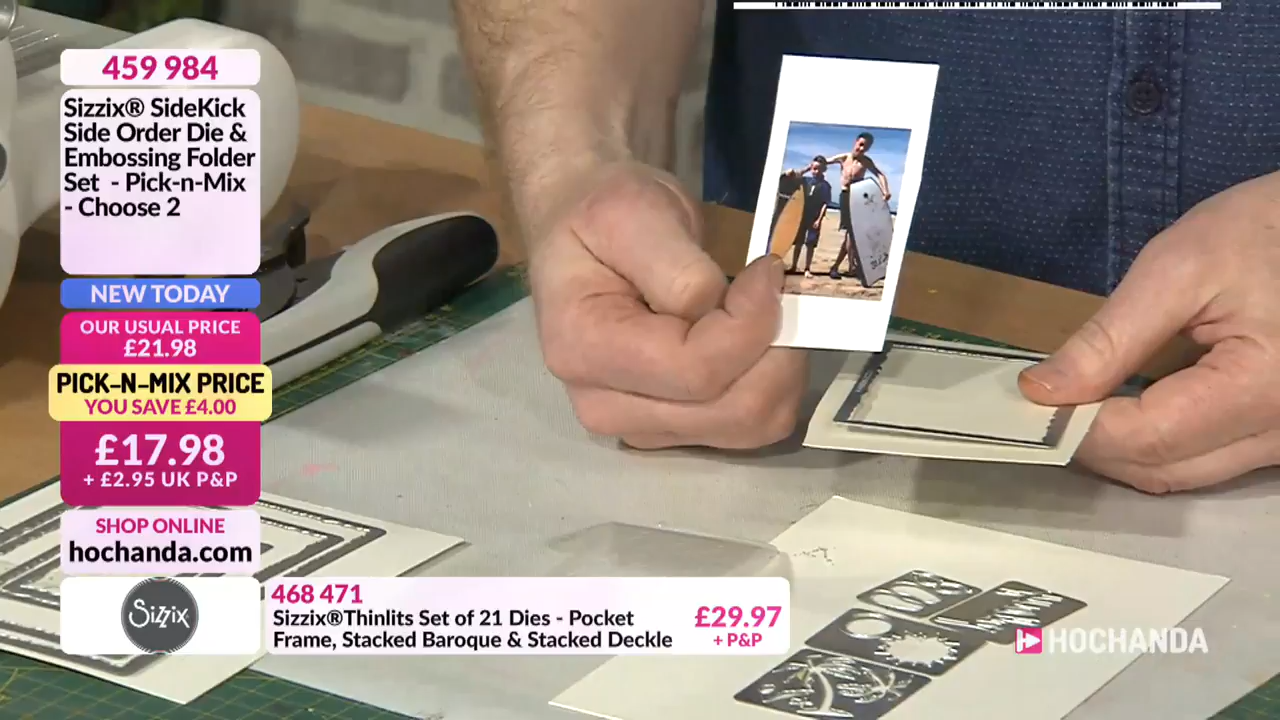 459 984
Sizzix® SideKick
Side Order Die &
Embossing Folder
Set - Pick-n-Mix
- Choose 2
NEW TODAY
OUR USUAL PRICE
£21.98
PICK-N-MIX PRICE
YOU SAVE £4.00
£17.98
+ £2.95 UK P&P
SHOP ONLINE
hochanda.com
Sizzix
468 471
Sizzix®Thinlits Set of 21 Dies - Pocket
Frame, Stacked Baroque & Stacked Deckle
£29.97
+ P&P
HOCHANDA